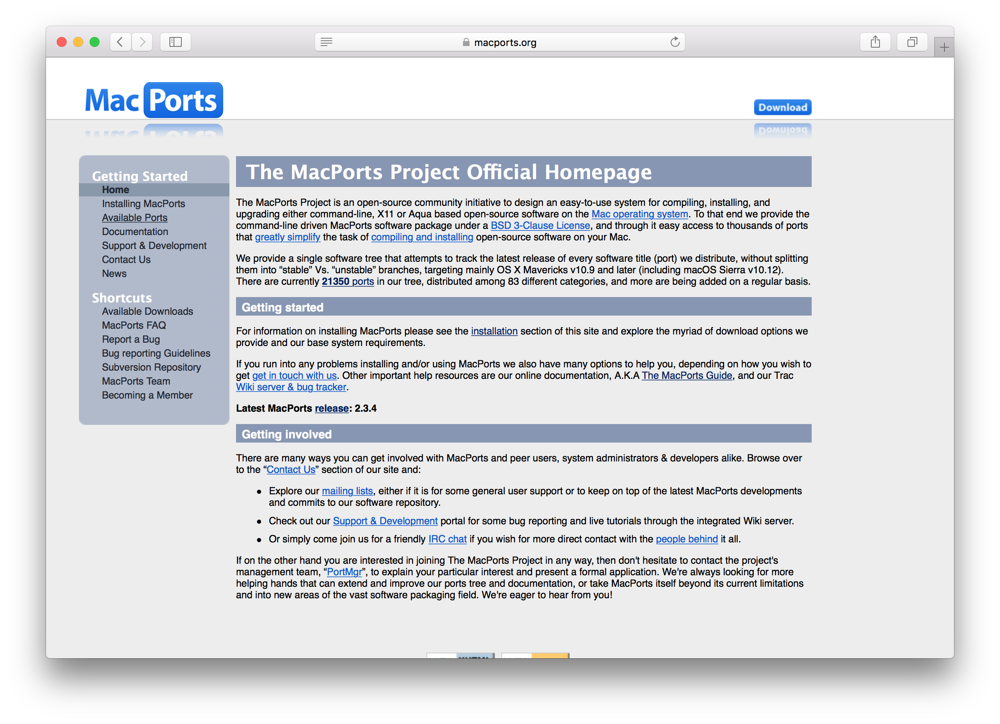 macports.org
MacPorts
Download
Getting Started
Home
Installing MacPorts
Available Ports
Documentation
Support & Development
Contact Us
News
Shortcuts
Available Downloads
MacPorts FAQ
Report a Bug
Bug reporting Guidelines
Subversion Repository
MacPorts Team
Becoming a Member
The MacPorts Project Official Homepage
The MacPorts Project is an open-source community initiative to design an easy-to-use system for compiling, installing, and
upgrading either command-line, X11 or Aqua based open-source software on the Mac operating system. To that end we provide the
command-line driven MacPorts software package under a BSD 3-Clause License, and through it easy access to thousands of ports
that greatly simplify the task of compiling and installing open-source software on your Mac.
We provide a single software tree that attempts to track the latest release of every software title (port) we distribute, without splitting
them into “stable” Vs. “unstable” branches, targeting mainly OS X Mavericks v10.9 and later (including macOS Sierra v10.12).
There are currently 21350 ports in our tree, distributed among 83 different categories, and more are being added on a regular basis.
Getting started
For information on installing MacPorts please see the installation section of this site and explore the myriad of download options we
provide and our base system requirements.
If you run into any problems installing and/or using MacPorts we also have many options to help you, depending on how you wish to
get get in touch with us. Other important help resources are our online documentation, A.K.A The MacPorts Guide, and our Trac
Wiki server & bug tracker.
Latest MacPorts release: 2.3.4
Getting involved
There are many ways you can get involved with MacPorts and peer users, system administrators & developers alike. Browse over
to the “Contact Us” section of our site and:
● Explore our mailing lists, either if it is for some general user support or to keep on top of the latest MacPorts developments
and commits to our software repository.
● Check out our Support & Development portal for some bug reporting and live tutorials through the integrated Wiki server.
● Or simply come join us for a friendly IRC chat if you wish for more direct contact with the people behind it all.
If on the other hand you are interested in joining The MacPorts Project in any way, then don't hesitate to contact the project's
management team, “PortMgr”, to explain your particular interest and present a formal application. We're always looking for more
helping hands that can extend and improve our ports tree and documentation, or take MacPorts itself beyond its current limitations
and into new areas of the vast software packaging field. We're eager to hear from you!